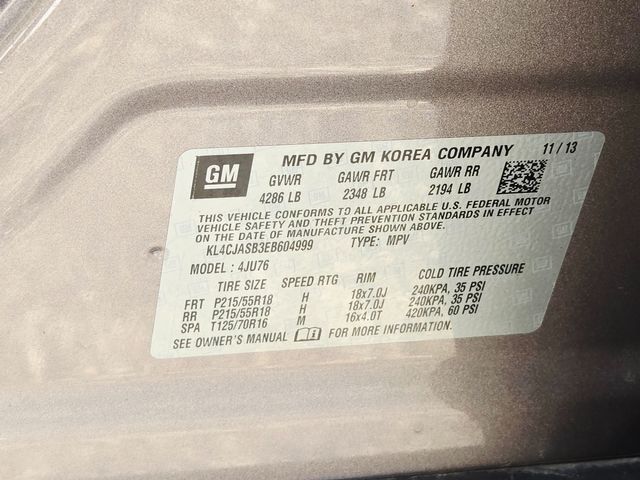 GM MFD BY GM KOREA COMPANY 11/13
GVWR GAWR FRT GAWR RR
4286 LB 2348 LB 2194 LB
THIS VEHICLE CONFORMS TO ALL APPLICABLE U.S. FEDERAL MOTOR
VEHICLE SAFETY AND THEFT PREVENTION STANDARDS IN EFFECT
ON THE DATE OF MANUFACTURE SHOWN ABOVE.
KL4CJASB3EB604999 TYPE: MPV
MODEL: 4JU76
TIRE SIZE SPEED RTG RIM COLD TIRE PRESSURE
FRT P215/55R18 H 18x7.0J 240KPA, 35 PSI
RR P215/55R18 H 18x7.0J 240KPA, 35 PSI
SPA T125/70R16 M 16x4.0T 420KPA, 60 PSI
SEE OWNER'S MANUAL FOR MORE INFORMATION.